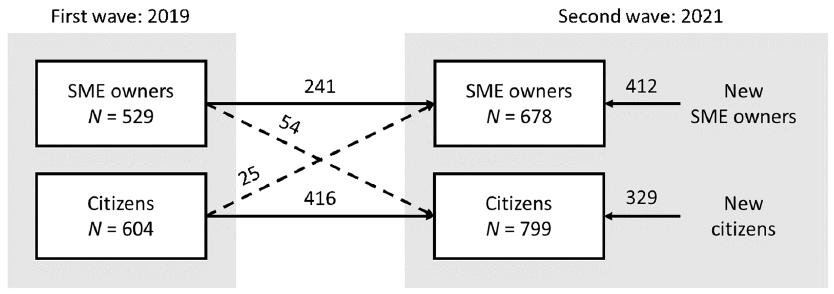 First wave: 2019
Second wave: 2021
SME owners
N = 529
241
SME owners
N = 678
412
New
SME owners
54
25
Citizens
N = 604
416
Citizens
N = 799
329
New
citizens